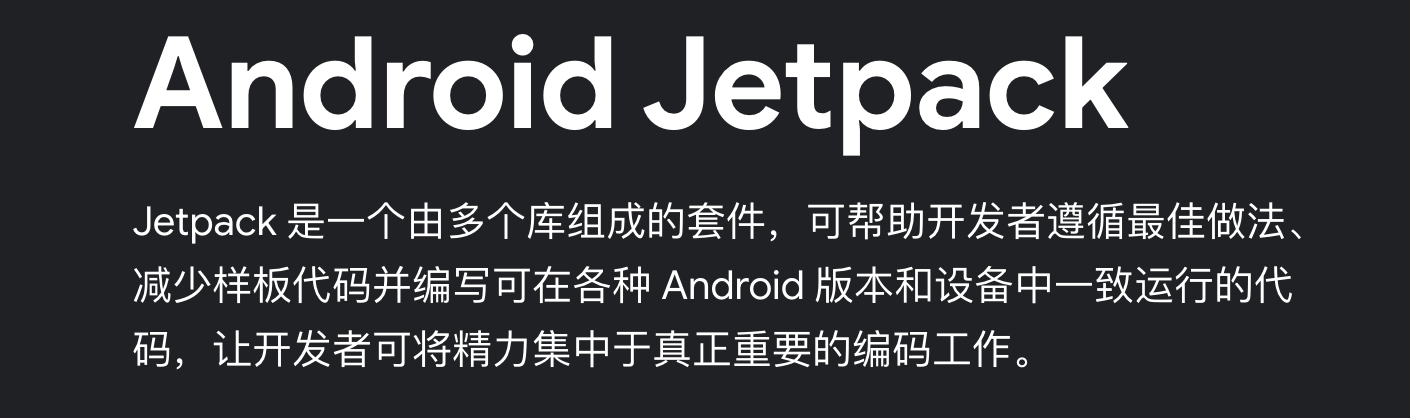 Android Jetpack
Jetpack 是一个由多个库组成的套件，可帮助开发者遵循最佳做法、
减少样板代码并编写可在各种 Android 版本和设备中一致运行的代
码，让开发者可将精力集中于真正重要的编码工作。